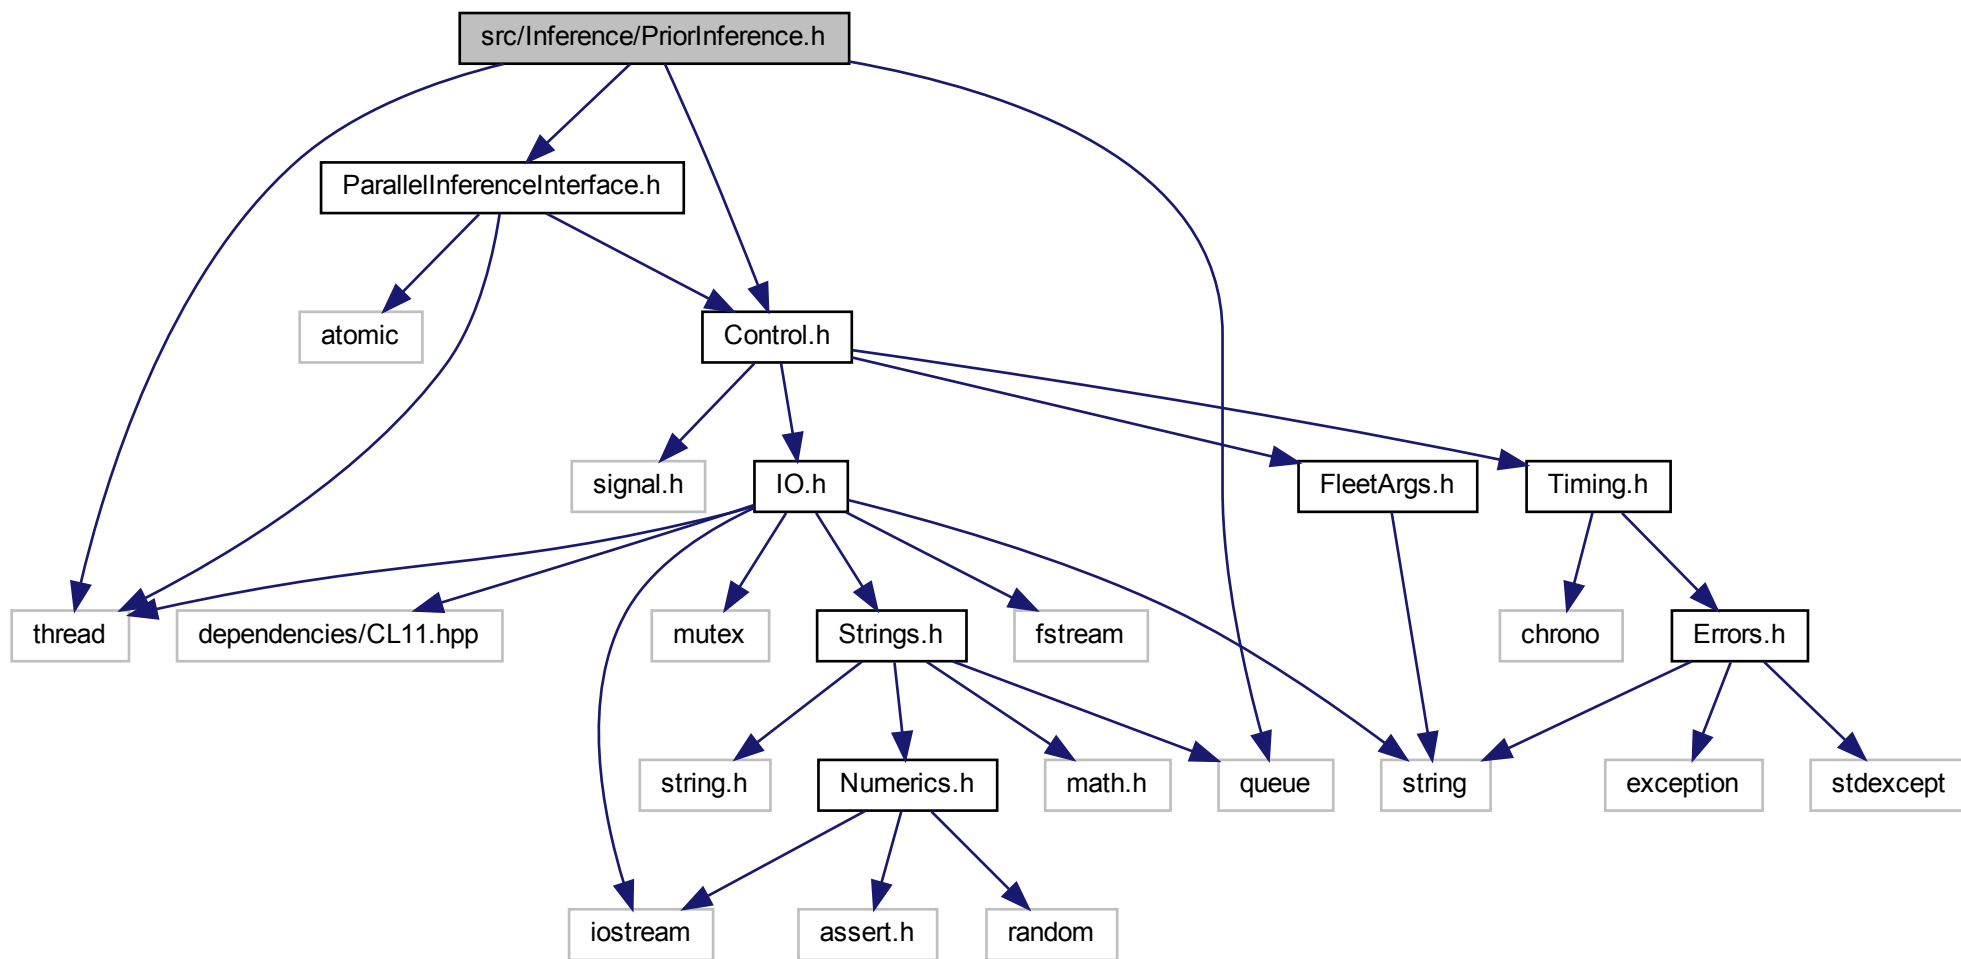 src/Inference/PriorInference.h
ParallelInferenceInterface.h
atomic
Control.h
signal.h
IO.h
FleetArgs.h
Timing.h
thread
dependencies/CL11.hpp
mutex
Strings.h
fstream
chrono
Errors.h
string.h
Numerics.h
math.h
queue
string
exception
stdexcept
iostream
assert.h
random